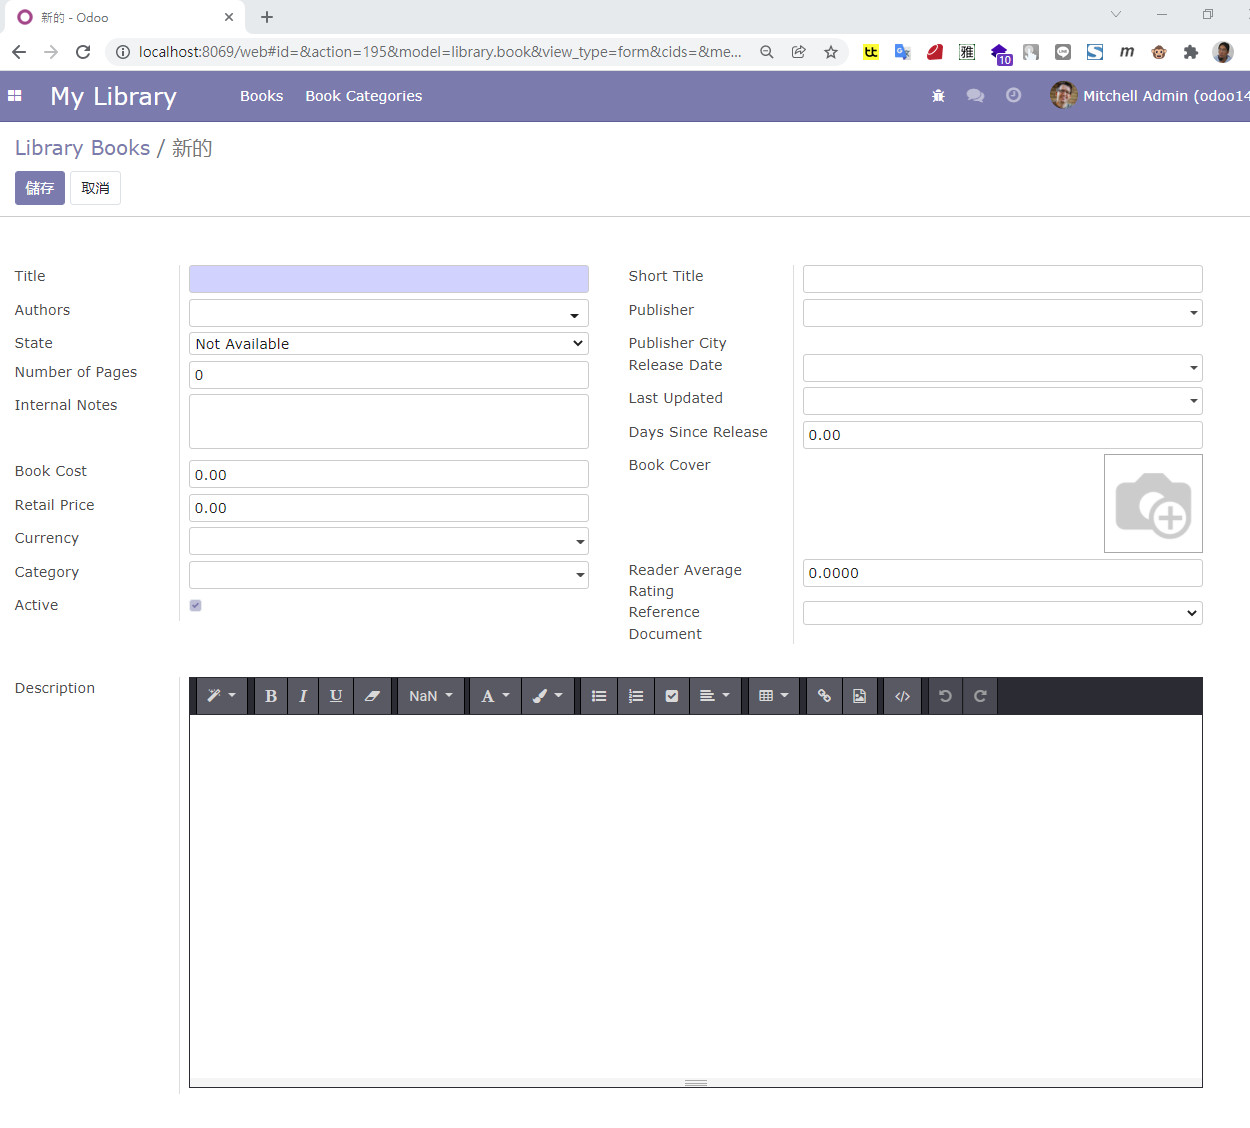 新的 - Odoo
localhost:8069/web#id=&action=195&model=library.book&view_type=form&cids=&me...
tt
雅
10
m
My Library Books Book Categories Mitchell Admin (odoo14
Library Books / 新的
儲存 取消
Title
Authors
State Not Available
Number of Pages 0
Internal Notes
Book Cost 0.00
Retail Price 0.00
Currency
Category
Active
Short Title
Publisher
Publisher City
Release Date
Last Updated
Days Since Release 0.00
Book Cover
Reader Average 0.0000
Rating
Reference
Document
Description
B I U NaN A